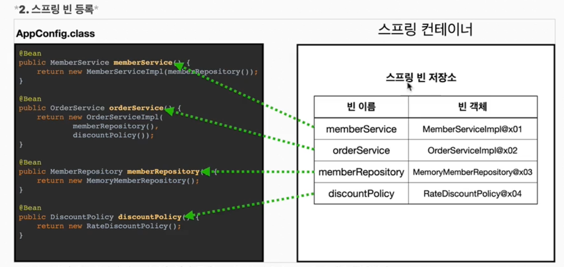 *2. 스프링 빈 등록*
AppConfig.class
@Bean
public MemberService memberService() {
return new MemberServiceImpl(memberRepository());
}
@Bean
public OrderService orderService() {
return new OrderServiceImpl(
memberRepository(),
discountPolicy());
}
@Bean
public MemberRepository memberRepository() {
return new MemoryMemberRepository();
}
@Bean
public DiscountPolicy discountPolicy() {
return new RateDiscountPolicy();
}
스프링 컨테이너
스프링 빈 저장소
빈 이름 빈 객체
memberService MemberServiceImpl@x01
orderService OrderServiceImpl@x02
memberRepository MemoryMemberRepository@x03
discountPolicy RateDiscountPolicy@x04